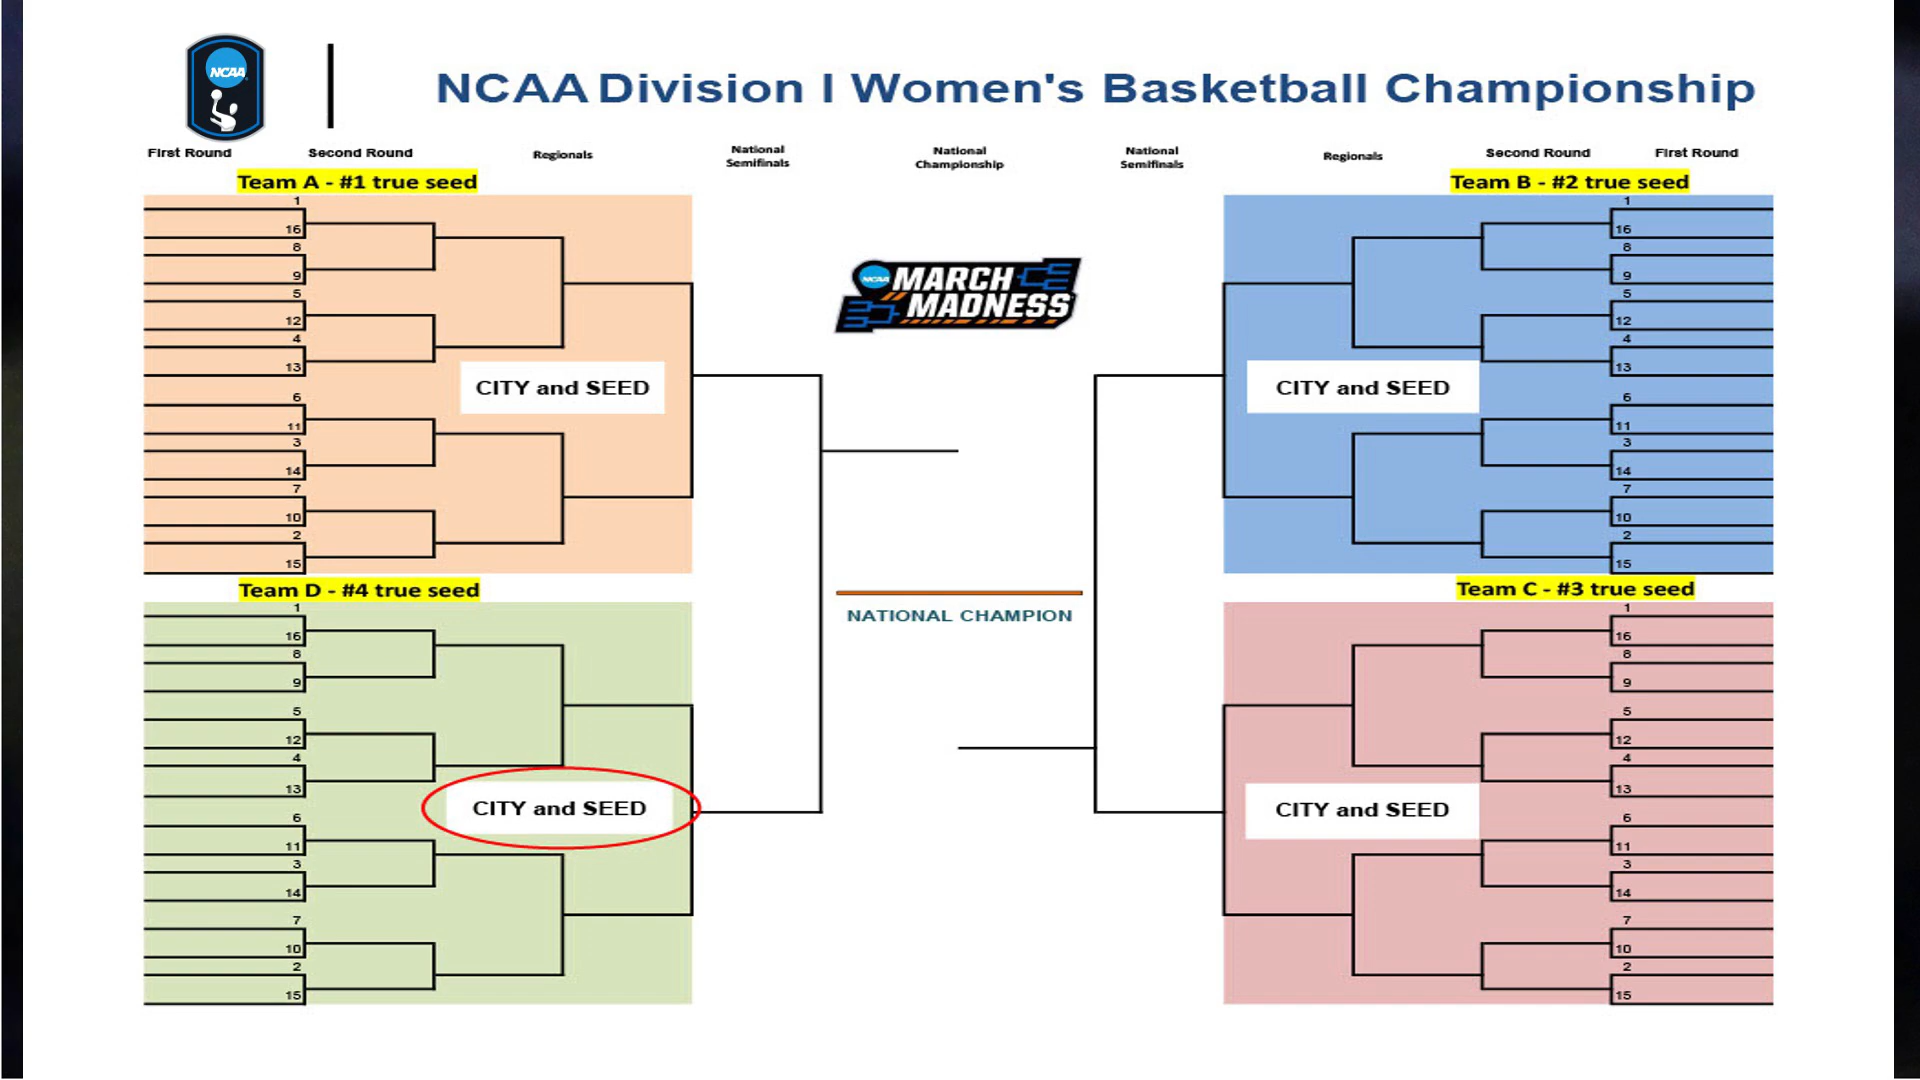 NCAA
NCAA Division I Women's Basketball Championship
First Round
Second Round
Regionals
National
Semifinals
National
Championship
National
Semifinals
Regionals
Second Round
First Round
Team A - #1 true seed
1
16
8
9
5
12
4
13
CITY and SEED
6
11
3
14
7
10
2
15
Team B - #2 true seed
1
16
8
9
5
12
4
13
CITY and SEED
6
11
3
14
7
10
2
15
NCAA
MARCH
MADNESS
NATIONAL CHAMPION
Team D - #4 true seed
1
16
8
9
5
12
4
13
CITY and SEED
6
11
3
14
7
10
2
15
Team C - #3 true seed
1
16
8
9
5
12
4
13
CITY and SEED
6
11
3
14
7
10
2
15